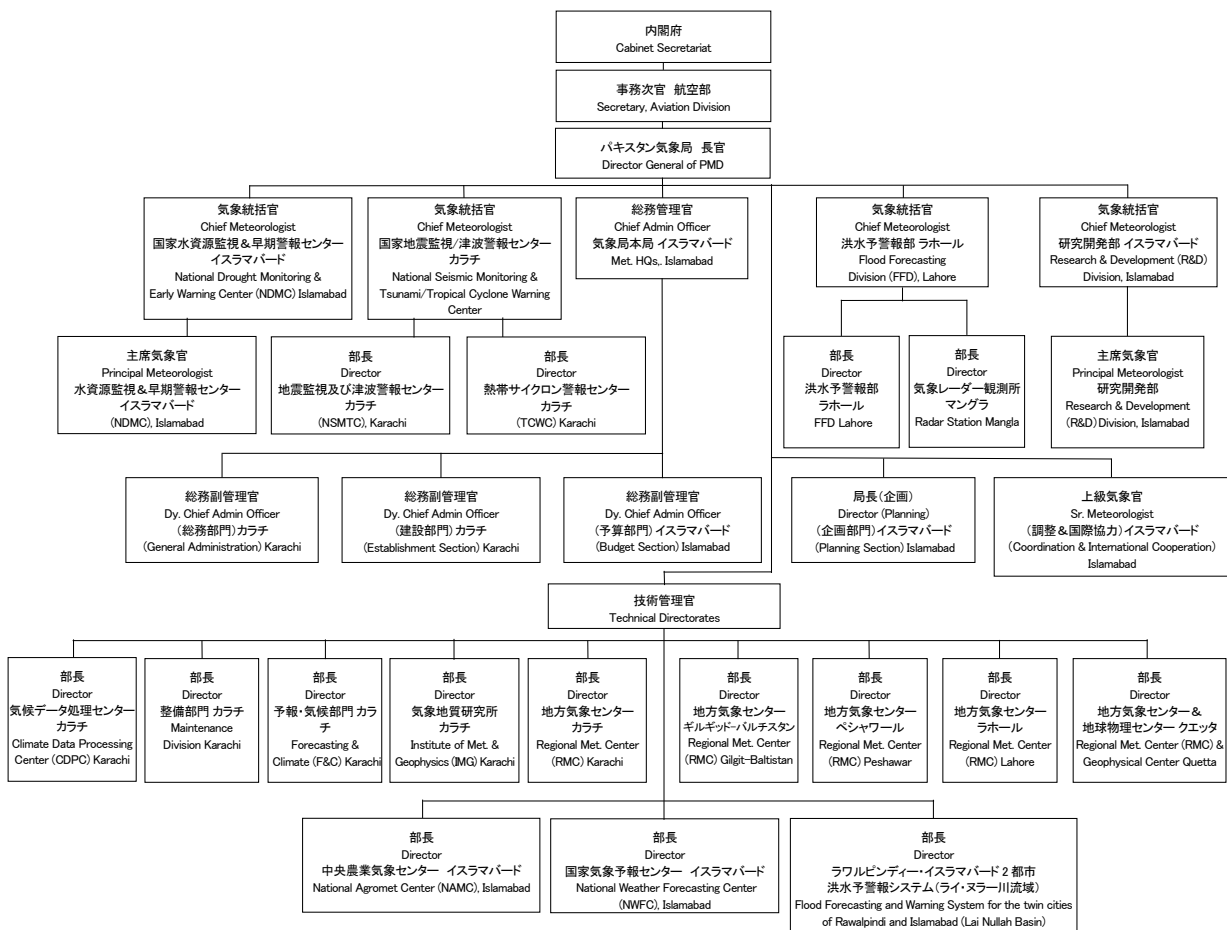 内閣府
Cabinet Secretariat
事務次官 航空部
Secretary, Aviation Division
パキスタン気象局 長官
Director General of PMD
気象統括官
Chief Meteorologist
国家水資源監視＆早期警報センター
イスラマバード
National Drought Monitoring &
Early Warning Center (NDMC) Islamabad
気象統括官
Chief Meteorologist
国家地震監視/津波警報センター
カラチ
National Seismic Monitoring &
Tsunami/Tropical Cyclone Warning
Center
総務管理官
Chief Admin Officer
気象局本局 イスラマバード
Met. HQs,. Islamabad
気象統括官
Chief Meteorologist
洪水予警報部 ラホール
Flood Forecasting
Division (FFD), Lahore
気象統括官
Chief Meteorologist
研究開発部 イスラマバード
Research & Development (R&D)
Division, Islamabad
主席気象官
Principal Meteorologist
水資源監視＆早期警報センター
イスラマバード
(NDMC), Islamabad
部長
Director
地震監視及び津波警報センター
カラチ
(NSMTC), Karachi
部長
Director
熱帯サイクロン警報センター
カラチ
(TCWC) Karachi
部長
Director
洪水予警報部
ラホール
FFD Lahore
部長
Director
気象レーダー観測所
マングラ
Radar Station Mangla
主席気象官
Principal Meteorologist
研究開発部
Research & Development
(R&D) Division, Islamabad
総務副管理官
Dy. Chief Admin Officer
(総務部門)カラチ
(General Administration) Karachi
総務副管理官
Dy. Chief Admin Officer
(建設部門)カラチ
(Establishment Section) Karachi
総務副管理官
Dy. Chief Admin Officer
(予算部門)イスラマバード
(Budget Section) Islamabad
局長(企画)
Director (Planning)
(企画部門)イスラマバード
(Planning Section) Islamabad
上級気象官
Sr. Meteorologist
(調整＆国際協力)イスラマバード
(Coordination & International Cooperation)
Islamabad
技術管理官
Technical Directorates
部長
Director
気候データ処理センター
カラチ
Climate Data Processing
Center (CDPC) Karachi
部長
Director
整備部門 カラチ
Maintenance
Division Karachi
部長
Director
予報・気候部門 カラ
チ
Forecasting &
Climate (F&C) Karachi
部長
Director
気象地質研究所
カラチ
Institute of Met. &
Geophysics (IMG) Karachi
部長
Director
地方気象センター
カラチ
Regional Met. Center
(RMC) Karachi
部長
Director
地方気象センター
ギルギッド-バルチスタン
Regional Met. Center
(RMC) Gilgit-Baltistan
部長
Director
地方気象センター
ペシャワール
Regional Met. Center
(RMC) Peshawar
部長
Director
地方気象センター
ラホール
Regional Met. Center
(RMC) Lahore
部長
Director
地方気象センター＆
地球物理センター クエッタ
Regional Met. Center (RMC) &
Geophysical Center Quetta
部長
Director
中央農業気象センター イスラマバード
National Agromet Center (NAMC), Islamabad
部長
Director
国家気象予報センター イスラマバード
National Weather Forecasting Center
(NWFC), Islamabad
部長
Director
ラワルピンディー・イスラマバード2都市
洪水予警報システム(ライ・ヌラー川流域)
Flood Forecasting and Warning System for the twin cities
of Rawalpindi and Islamabad (Lai Nullah Basin)